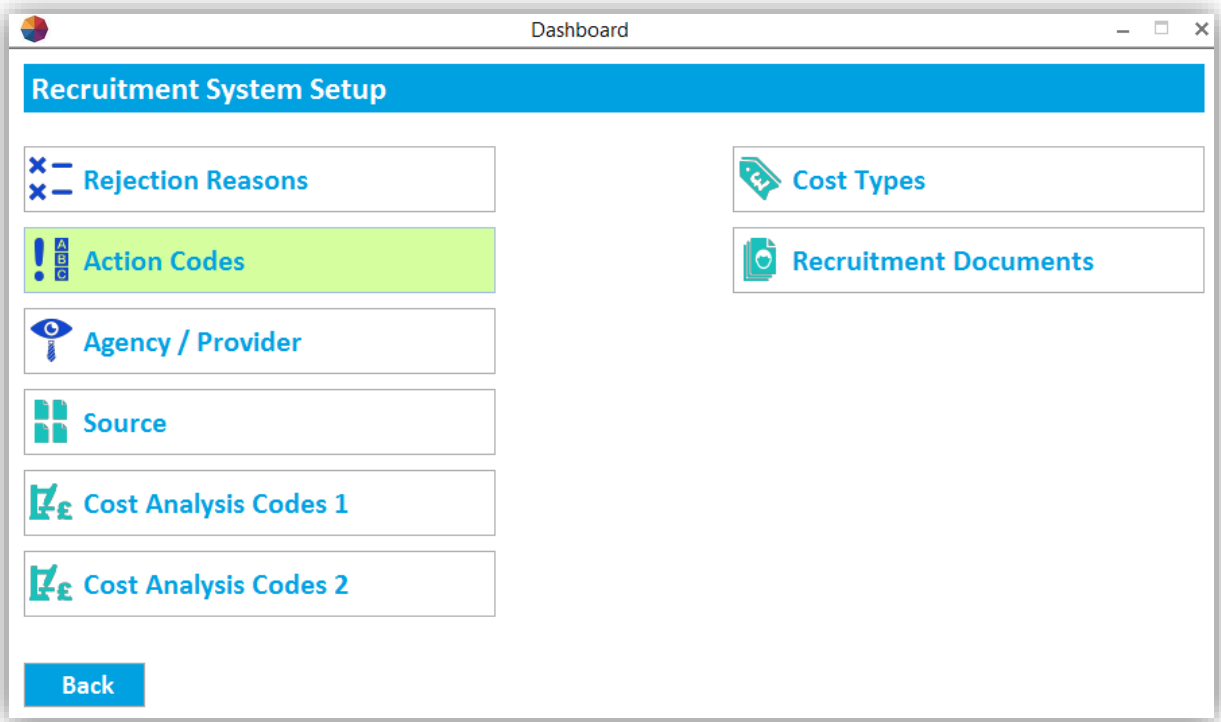 Dashboard
Recruitment System Setup
Rejection Reasons
Action Codes
Agency / Provider
Source
Cost Analysis Codes 1
Cost Analysis Codes 2
Cost Types
Recruitment Documents
Back